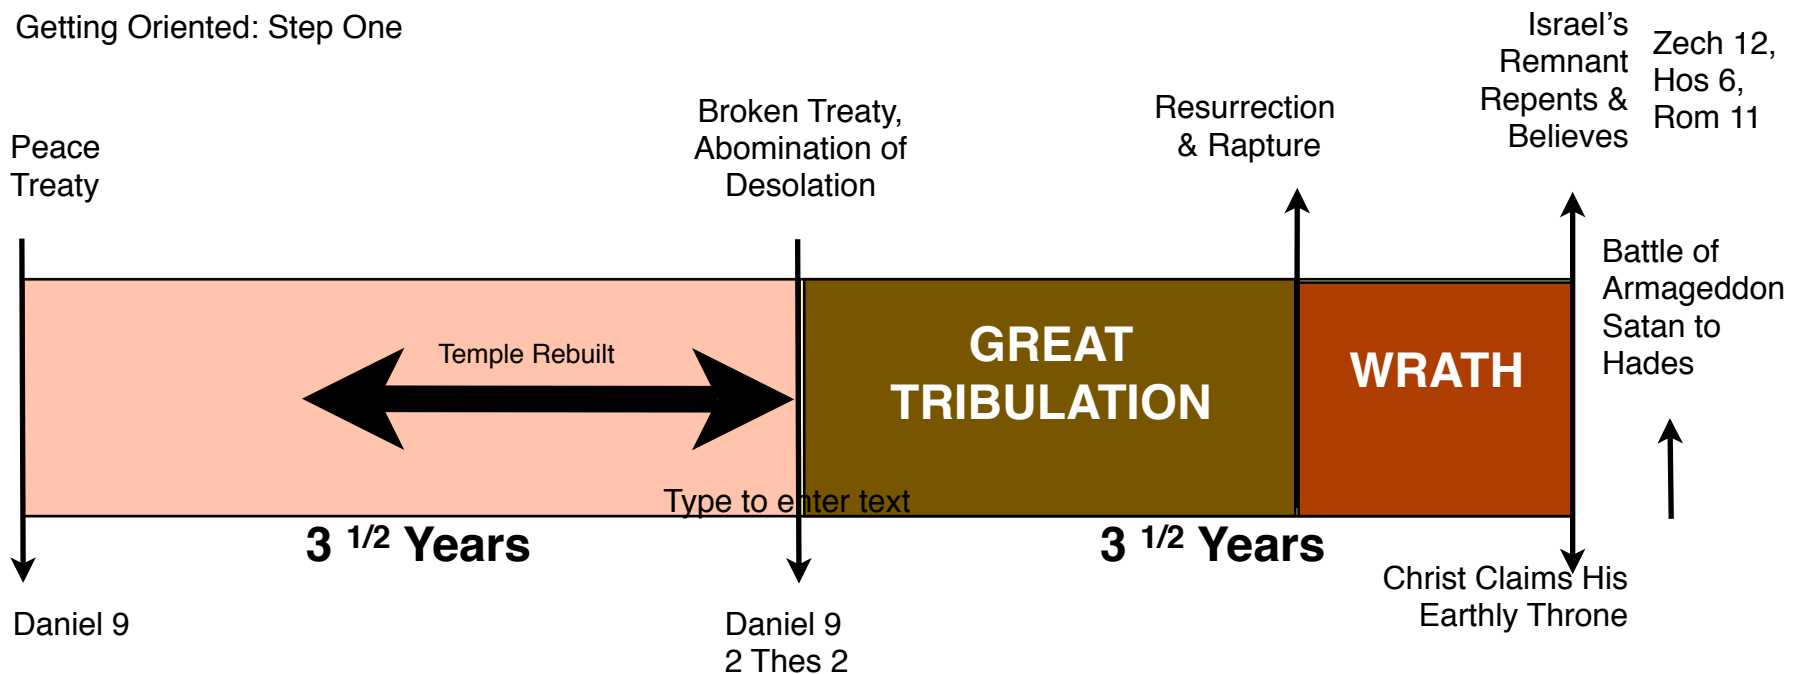 Getting Oriented: Step One
Peace
Treaty
Broken Treaty,
Abomination of
Desolation
Resurrection
& Rapture
Israel's
Remnant
Repents &
Believes
Zech 12,
Hos 6,
Rom 11
Battle of
Armageddon
Satan to
Hades
Temple Rebuilt
GREAT
TRIBULATION
WRATH
Type to enter text
3 1/2 Years
3 1/2 Years
Christ Claims His
Earthly Throne
Daniel 9
Daniel 9
2 Thes 2